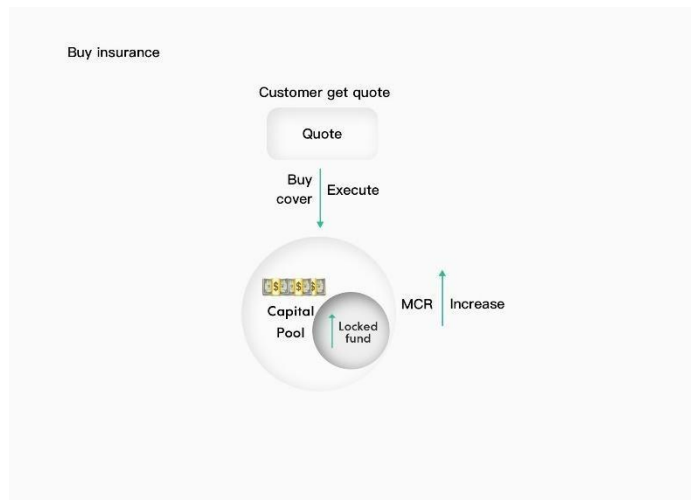 Buy insurance
Customer get quote
Quote
Buy
cover
Execute
Capital
Pool
Locked
fund
MCR
Increase